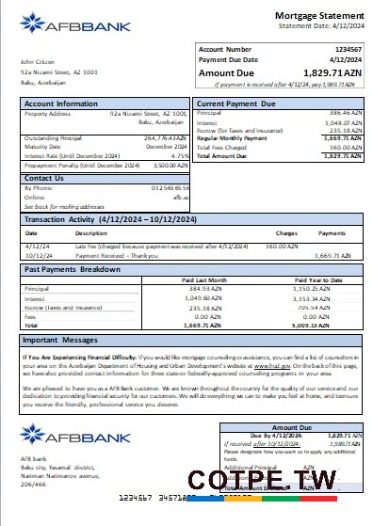 AFBBANK
Mortgage Statement
Statement Date: 4/12/2024
Account Number 1234567
Payment Due Date 4/12/2024
Amount Due 1,829.71 AZN
If payment is received after 4/12/24, pay 1,989.71 AZN
John Citizen
92a Nizami Street, AZ 1001
Baku, Azerbaijan
Account Information
Property Address 92a Nizami Street, AZ 1001
Baku, Azerbaijan
Outstanding Principal 264,776.43 AZN
Maturity Date December 2024
Interest Rate (Until December 2024) 4.75%
Prepayment Penalty (Until December 2024) 3,500.00 AZN
Contact Us
By Phone: 012 565 65 56
Online: afb.az
See back for mailing addresses
Current Payment Due
Principal 386.46 AZN
Interest 1,048.07 AZN
Escrow (for Taxes and Insurance) 235.18 AZN
Regular Monthly Payment 1,669.71 AZN
Total Fees Charged 160.00 AZN
Total Amount Due 1,829.71 AZN
Transaction Activity (4/12/2024 – 10/12/2024)
Date Description Charges Payments
4/12/24 Late Fee (charged because payment was received after 4/12/24) 160.00 AZN
10/12/24 Payment Received – Thank you 1,669.71 AZN
Past Payments Breakdown
Paid Last Month Paid Year to Date
Principal 384.93 AZN 1,150.25 AZN
Interest 1,049.60 AZN 3,153.34 AZN
Escrow (Taxes and Insurance) 235.18 AZN 705.54 AZN
Fees 0.00 AZN 0.00 AZN
Total 1,669.71 AZN 5,009.13 AZN
Important Messages
If You Are Experiencing Financial Difficulty: If you would like mortgage counseling or assistance, you can find a list of counselors in
your area on the Azerbaijan Department of Housing and Urban Development's website at www.hud.gov. On the back of this page,
we have also provided contact information for three state or federally-approved counseling programs in your area.
We are pleased to have you as a AFB Bank customer. We are known throughout the country for the quality of our service and our
dedication to providing financial security for our customers. We will do everything we can to make you feel at home, and to ensure
you receive the friendly, professional service you deserve.
AFBBANK
AFB bank
Baku city, Yasamal district,
Nariman Narimanov avenue,
206/466
Amount Due
Due By 4/12/2024: 1,829.71 AZN
If received after 10/12/2024: 1,989.71 AZN
Please designate how you want us to apply any additional
funds.
Additional Principal AZN
COTPE.TW
1234567